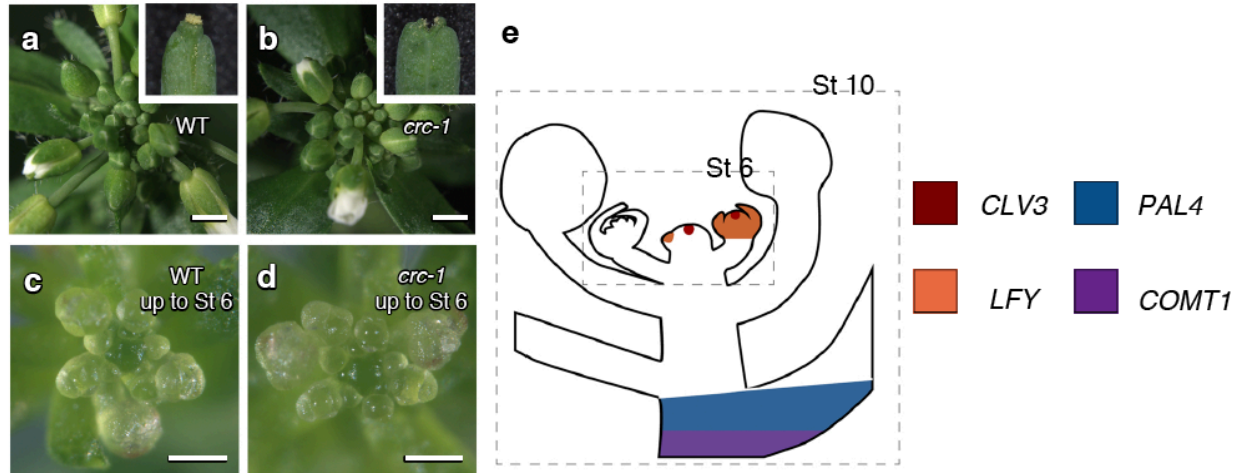 a
WT
b
crc-1
c
WT
up to St 6
d
crc-1
up to St 6
e
St 10
St 6
CLV3
PAL4
LFY
COMT1